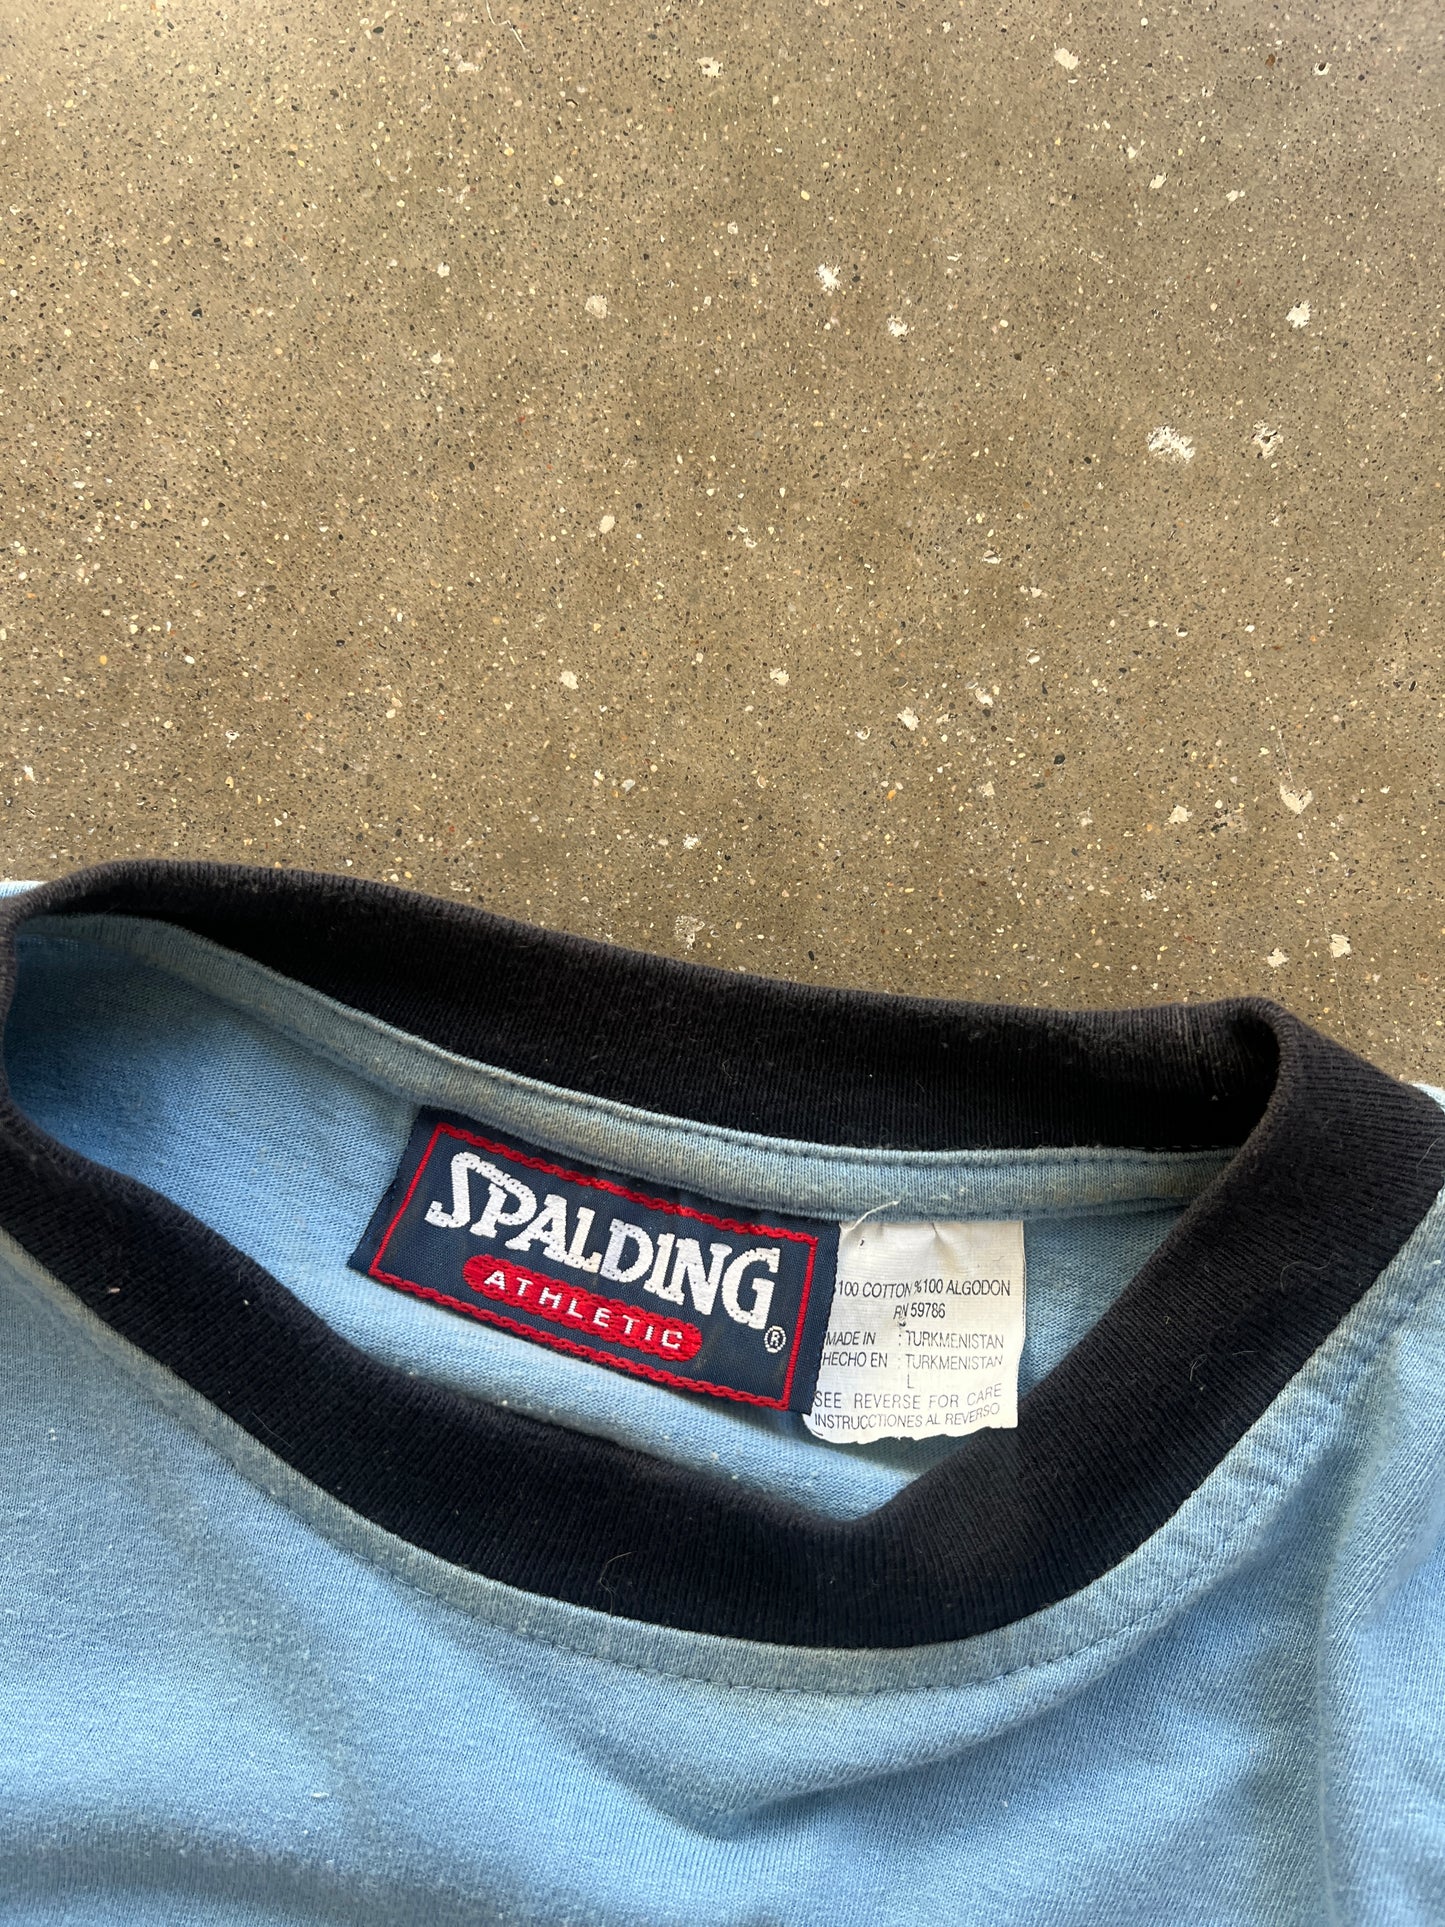 SPALDING
ATHLETIC
®
100 COTTON %100 ALGODON
RN 59786
MADE IN : TURKMENISTAN
HECHO EN : TURKMENISTAN
L
SEE REVERSE FOR CARE
INSTRUCCTIONES AL REVERSO